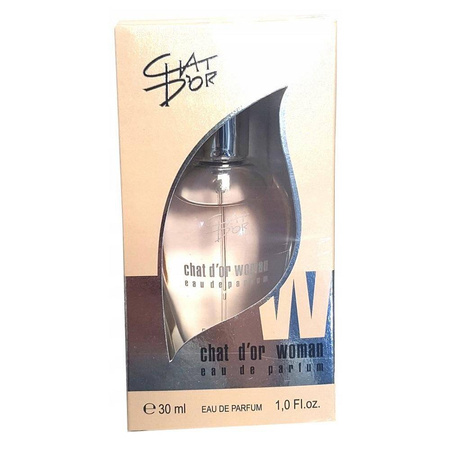 CHAT
D'OR
CHAT
D'OR
chat d'or woman
eau de parfum
W
chat d'or woman
eau de parfum
e 30 ml EAU DE PARFUM 1,0 Fl.oz.